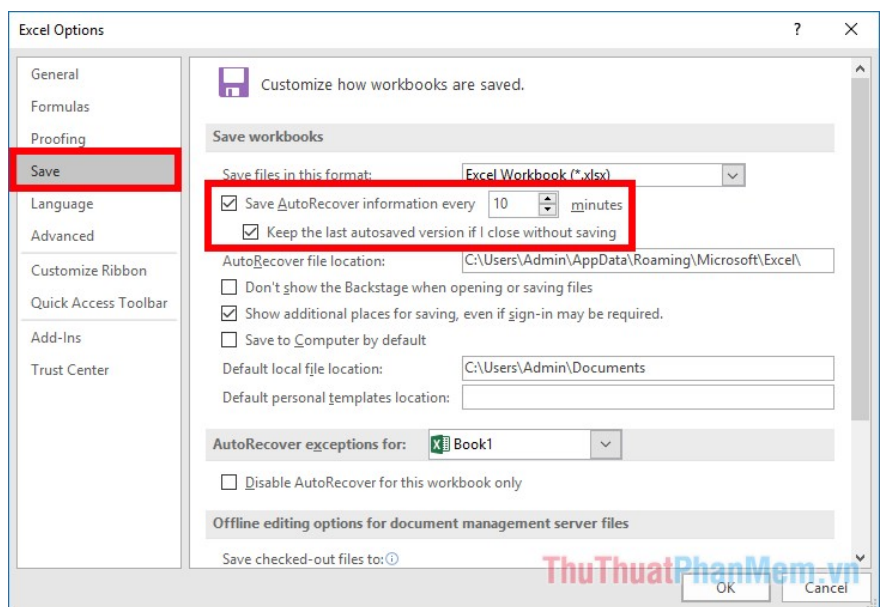 Excel Options ? ×
General
Formulas
Proofing
Save
Language
Advanced
Customize Ribbon
Quick Access Toolbar
Add-Ins
Trust Center
Customize how workbooks are saved.
Save workbooks
Save files in this format: Excel Workbook (*.xlsx)
Save AutoRecover information every 10 minutes
Keep the last autosaved version if I close without saving
AutoRecover file location: C:\Users\Admin\AppData\Roaming\Microsoft\Excel\
Don't show the Backstage when opening or saving files
Show additional places for saving, even if sign-in may be required.
Save to Computer by default
Default local file location: C:\Users\Admin\Documents
Default personal templates location:
AutoRecover exceptions for: Book1
Disable AutoRecover for this workbook only
Offline editing options for document management server files
Save checked-out files to:
ThuThuatPhanMem.vn
OK Cancel